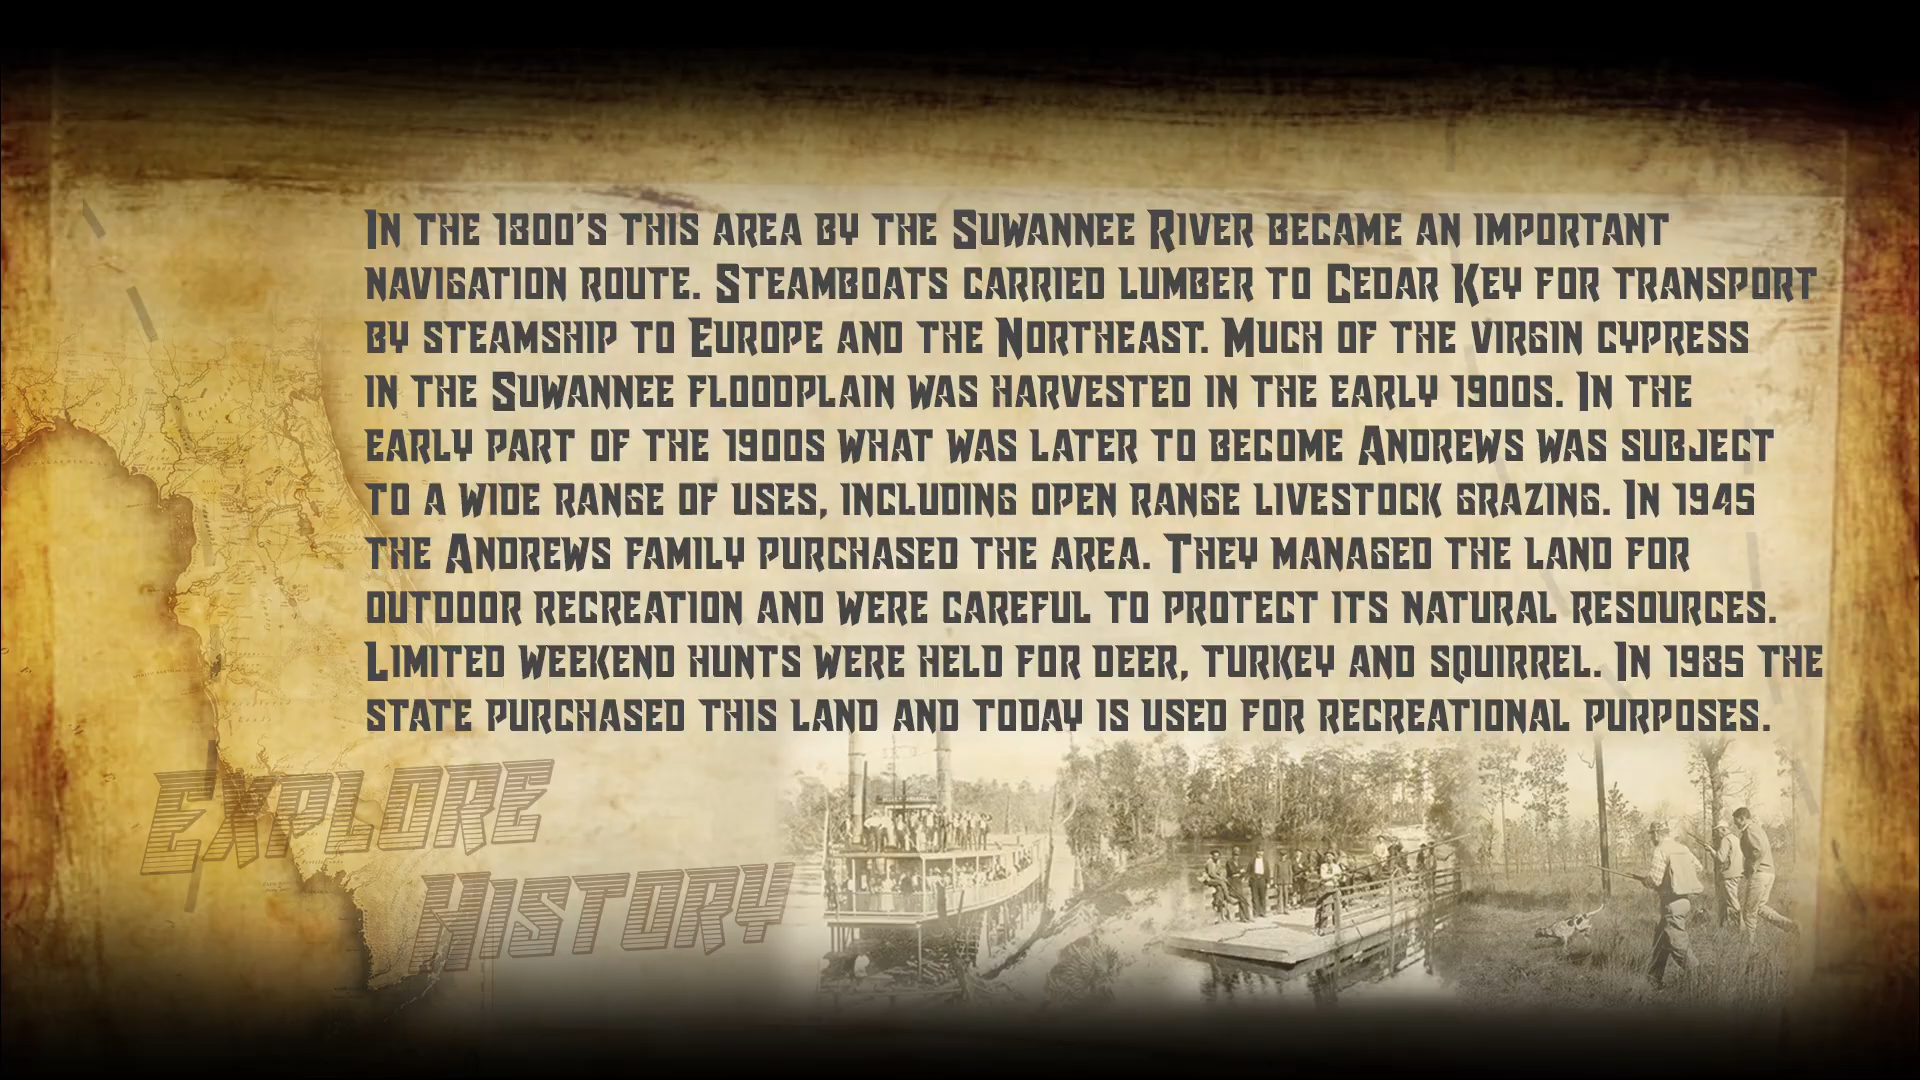 In the 1800's this area by the Suwannee River became an important
navigation route. Steamboats carried lumber to Cedar Key for transport
by steamship to Europe and the Northeast. Much of the virgin cypress
in the Suwannee floodplain was harvested in the early 1900s. In the
early part of the 1900s what was later to become Andrews was subject
to a wide range of uses, including open range livestock grazing. In 1945
the Andrews family purchased the area. They managed the land for
outdoor recreation and were careful to protect its natural resources.
Limited weekend hunts were held for deer, turkey and squirrel. In 1985 the
state purchased this land and today is used for recreational purposes.
Explore
History